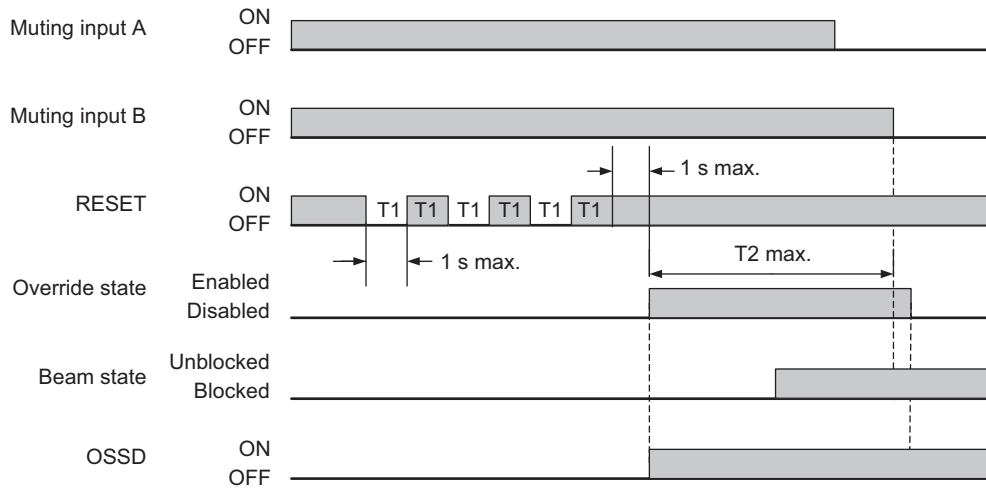 Muting input A
ON
OFF
Muting input B
ON
OFF
1 s max.
RESET
ON
OFF
T1 T1 T1 T1 T1 T1
1 s max.
T2 max.
Override state
Enabled
Disabled
Beam state
Unblocked
Blocked
OSSD
ON
OFF